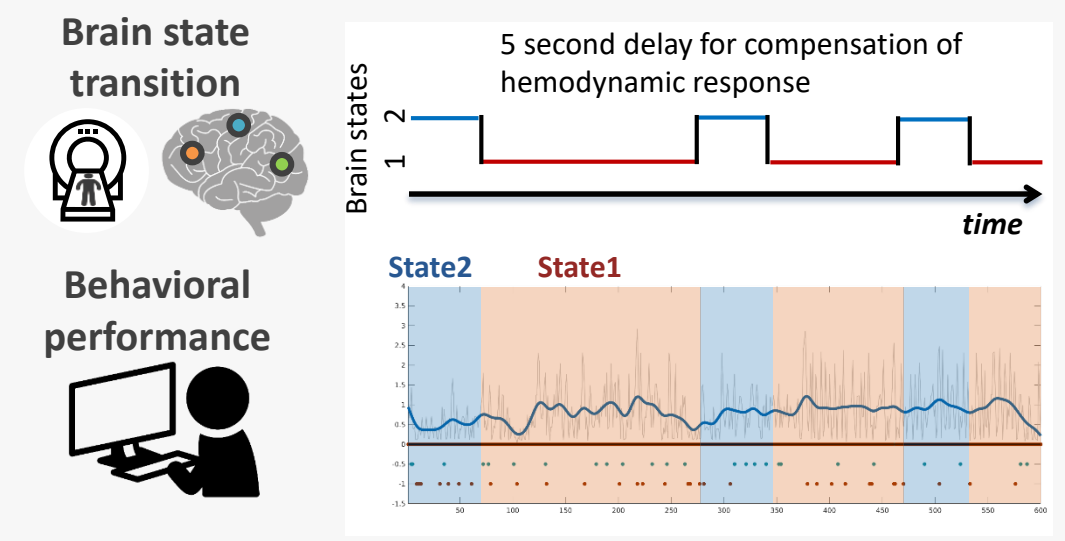 Brain state
transition
5 second delay for compensation of
hemodynamic response
Brain states
2
1
time
Behavioral
performance
State2 State1
4
3.5
3
2.5
2
1.5
1
0.5
0
-0.5
-1
-1.5
50 100 150 200 250 300 350 400 450 500 550 600